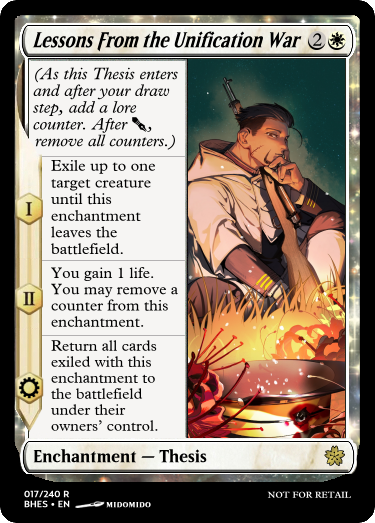 Lessons From the Unification War 2
(As this Thesis enters
and after your draw
step, add a lore
counter. After ,
remove all counters.)
I
Exile up to one
target creature
until this
enchantment
leaves the
battlefield.
II
You gain 1 life.
You may remove a
counter from this
enchantment.
Return all cards
exiled with this
enchantment to
the battlefield
under their
owners' control.
Enchantment — Thesis
017/240 R
BHES • EN MIDOMIDO
NOT FOR RETAIL